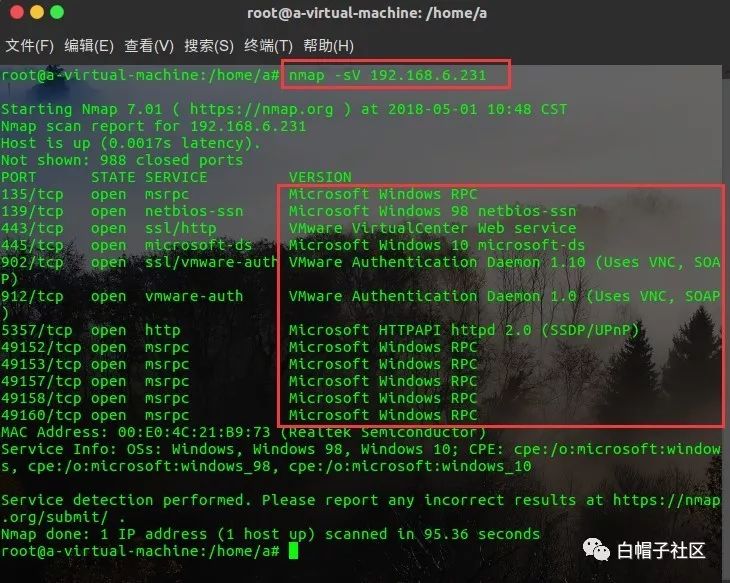 root@a-virtual-machine: /home/a
文件(F) 编辑(E) 查看(V) 搜索(S) 终端(T) 帮助(H)
root@a-virtual-machine:/home/a# nmap -sV 192.168.6.231
Starting Nmap 7.01 ( https://nmap.org ) at 2018-05-01 10:48 CST
Nmap scan report for 192.168.6.231
Host is up (0.0017s latency).
Not shown: 988 closed ports
PORT STATE SERVICE VERSION
135/tcp open msrpc Microsoft Windows RPC
139/tcp open netbios-ssn Microsoft Windows 98 netbios-ssn
443/tcp open ssl/http VMware VirtualCenter Web service
445/tcp open microsoft-ds Microsoft Windows 10 microsoft-ds
902/tcp open ssl/vmware-auth VMware Authentication Daemon 1.10 (Uses VNC, SOA
P)
912/tcp open vmware-auth VMware Authentication Daemon 1.0 (Uses VNC, SOAP
)
5357/tcp open http Microsoft HTTPAPI httpd 2.0 (SSDP/UPnP)
49152/tcp open msrpc Microsoft Windows RPC
49153/tcp open msrpc Microsoft Windows RPC
49157/tcp open msrpc Microsoft Windows RPC
49158/tcp open msrpc Microsoft Windows RPC
49160/tcp open msrpc Microsoft Windows RPC
MAC Address: 00:E0:4C:21:B9:73 (Realtek Semiconductor)
Service Info: OSs: Windows, Windows 98, Windows 10; CPE: cpe:/o:microsoft:window
s, cpe:/o:microsoft:windows_98, cpe:/o:microsoft:windows_10
Service detection performed. Please report any incorrect results at https://nmap
.org/submit/ .
Nmap done: 1 IP address (1 host up) scanned in 95.36 seconds
root@a-virtual-machine:/home/a#
白帽子社区